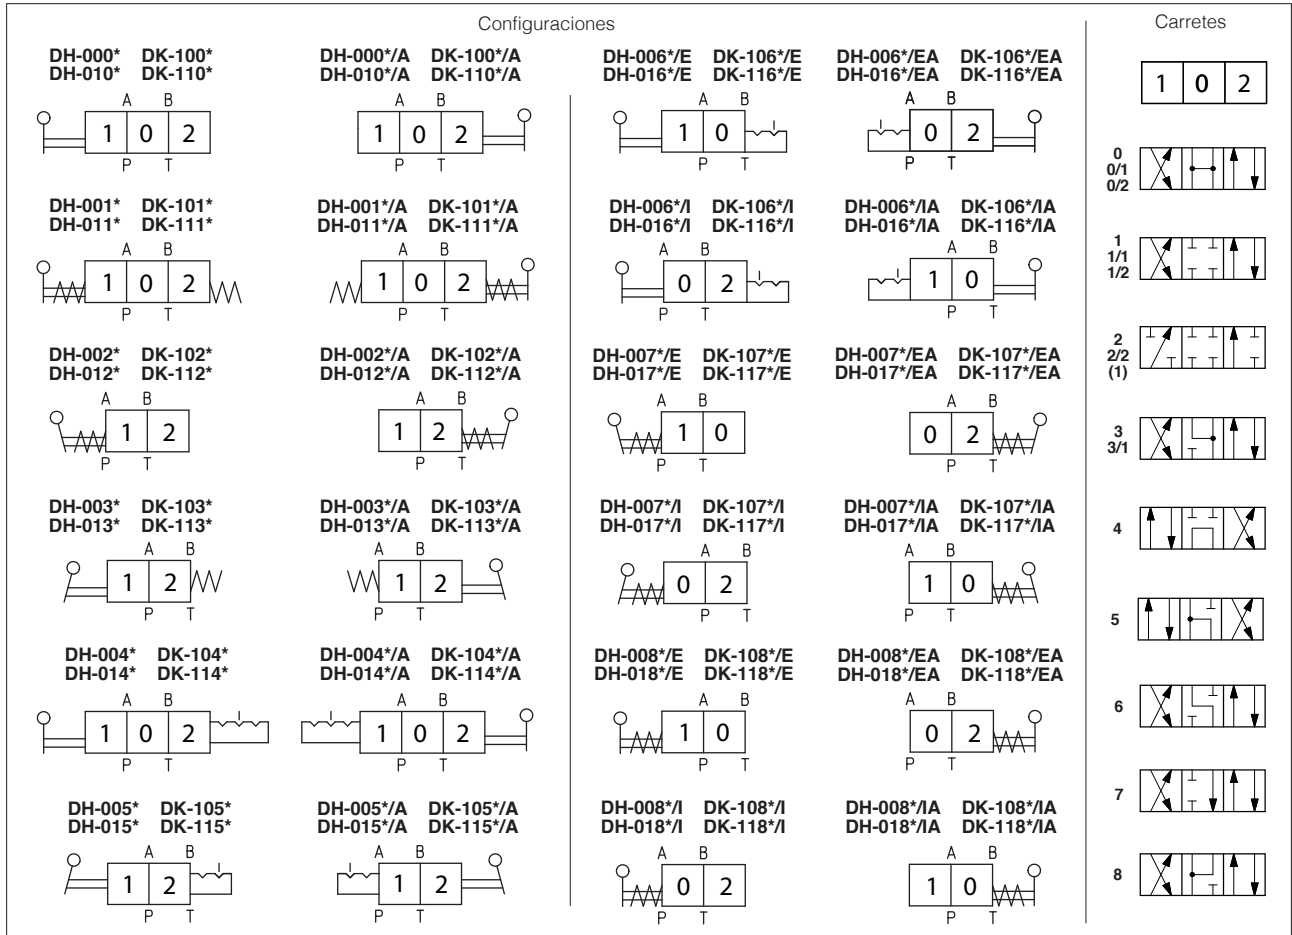 Configuraciones
Carretes
DH-000* DK-100*
DH-010* DK-110*
A B
1 0 2
P T
DH-000*/A DK-100*/A
DH-010*/A DK-110*/A
A B
1 0 2
P T
DH-006*/E DK-106*/E
DH-016*/E DK-116*/E
A B
1 0
P T
DH-006*/EA DK-106*/EA
DH-016*/EA DK-116*/EA
A B
0 2
P T
DH-001* DK-101*
DH-011* DK-111*
A B
1 0 2
P T
DH-001*/A DK-101*/A
DH-011*/A DK-111*/A
A B
1 0 2
P T
DH-006*/I DK-106*/I
DH-016*/I DK-116*/I
A B
0 2
P T
DH-006*/IA DK-106*/IA
DH-016*/IA DK-116*/IA
A B
1 0
P T
DH-002* DK-102*
DH-012* DK-112*
A B
1 2
P T
DH-002*/A DK-102*/A
DH-012*/A DK-112*/A
A B
1 2
P T
DH-007*/E DK-107*/E
DH-017*/E DK-117*/E
A B
1 0
P T
DH-007*/EA DK-107*/EA
DH-017*/EA DK-117*/EA
A B
0 2
P T
DH-003* DK-103*
DH-013* DK-113*
A B
1 2
P T
DH-003*/A DK-103*/A
DH-013*/A DK-113*/A
A B
1 2
P T
DH-007*/I DK-107*/I
DH-017*/I DK-117*/I
A B
0 2
P T
DH-007*/IA DK-107*/IA
DH-017*/IA DK-117*/IA
A B
1 0
P T
DH-004* DK-104*
DH-014* DK-114*
A B
1 0 2
P T
DH-004*/A DK-104*/A
DH-014*/A DK-114*/A
A B
1 0 2
P T
DH-008*/E DK-108*/E
DH-018*/E DK-118*/E
A B
1 0
P T
DH-008*/EA DK-108*/EA
DH-018*/EA DK-118*/EA
A B
0 2
P T
DH-005* DK-105*
DH-015* DK-115*
A B
1 2
P T
DH-005*/A DK-105*/A
DH-015*/A DK-115*/A
A B
1 2
P T
DH-008*/I DK-108*/I
DH-018*/I DK-118*/I
A B
0 2
P T
DH-008*/IA DK-108*/IA
DH-018*/IA DK-118*/IA
A B
1 0
P T
1 0 2
0
0/1
0/2
1
1/1
1/2
2
2/2
(1)
3
3/1
4
5
6
7
8